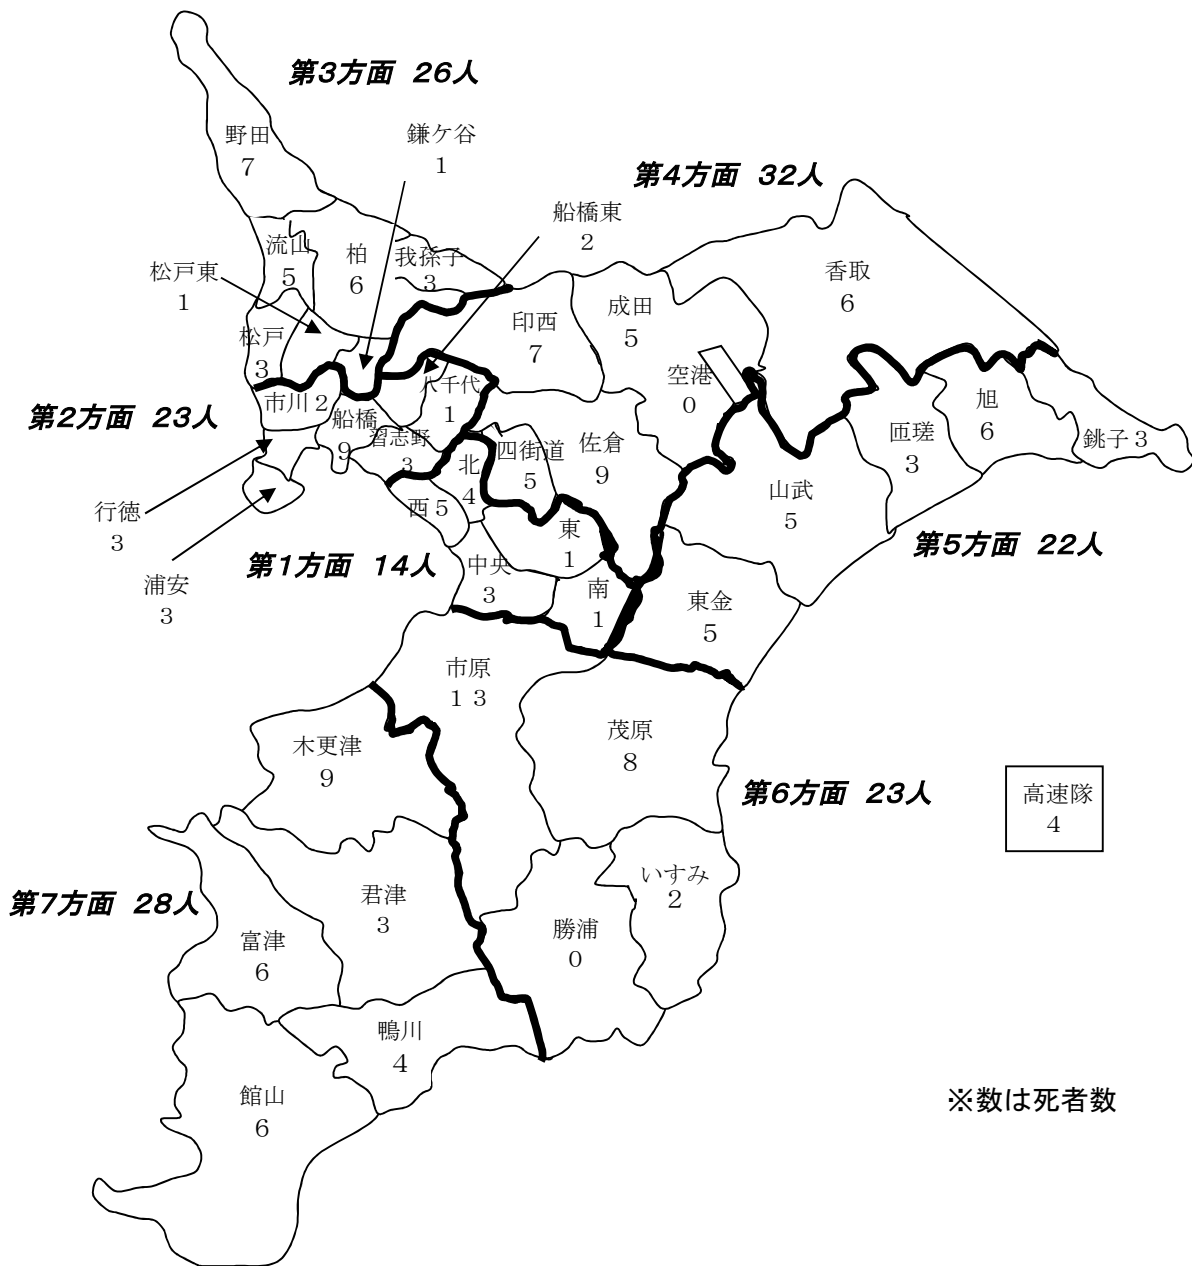 第3方面 26人
野田
7
鎌ケ谷
1
第4方面 32人
船橋東
2
流山
5
柏
6
我孫子
3
松戸東
1
香取
6
成田
5
印西
7
松戸
3
空港
0
第2方面 23人
市川 2
船橋
9
八千代
1
習志野
3
北
4
四街道
5
佐倉
9
匝瑳
3
旭
6
銚子 3
山武
5
行徳
3
西 5
東
1
第5方面 22人
浦安
3
第1方面 14人
中央
3
南
1
東金
5
市原
13
茂原
8
木更津
9
第6方面 23人
高速隊
4
第7方面 28人
君津
3
いすみ
2
富津
6
勝浦
0
鴨川
4
館山
6
※数は死者数